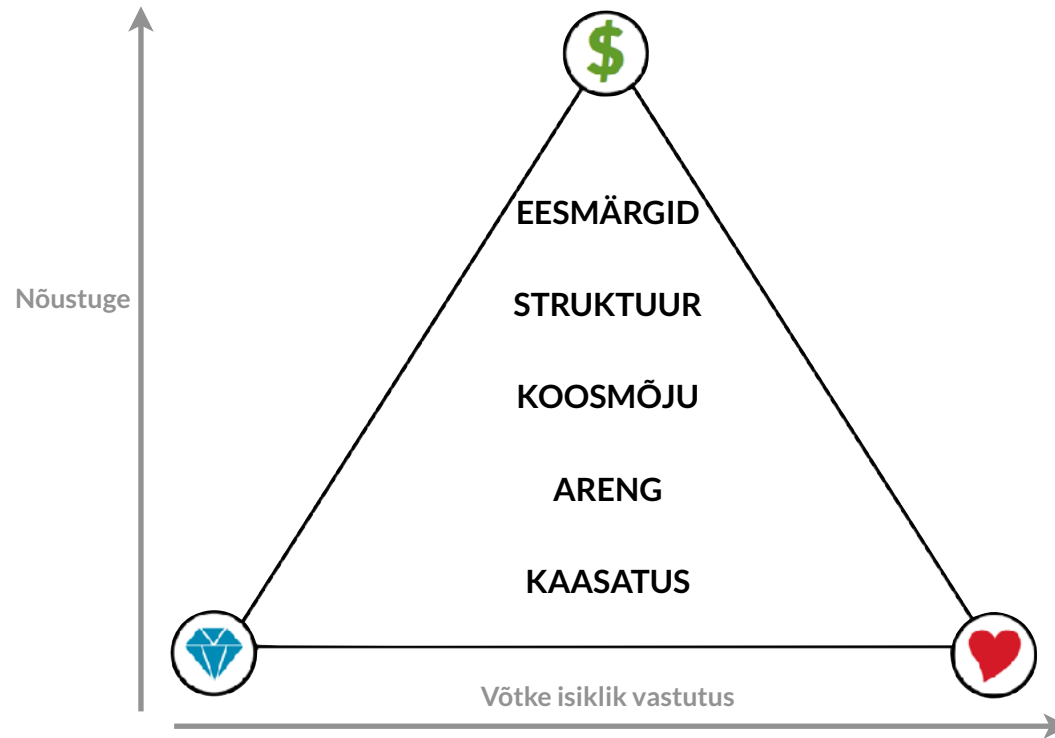 $
EESMÄRGID
STRUKTUUR
Nõustuge
KOOSMÕJU
ARENG
KAASATUS
Võtke isiklik vastutus